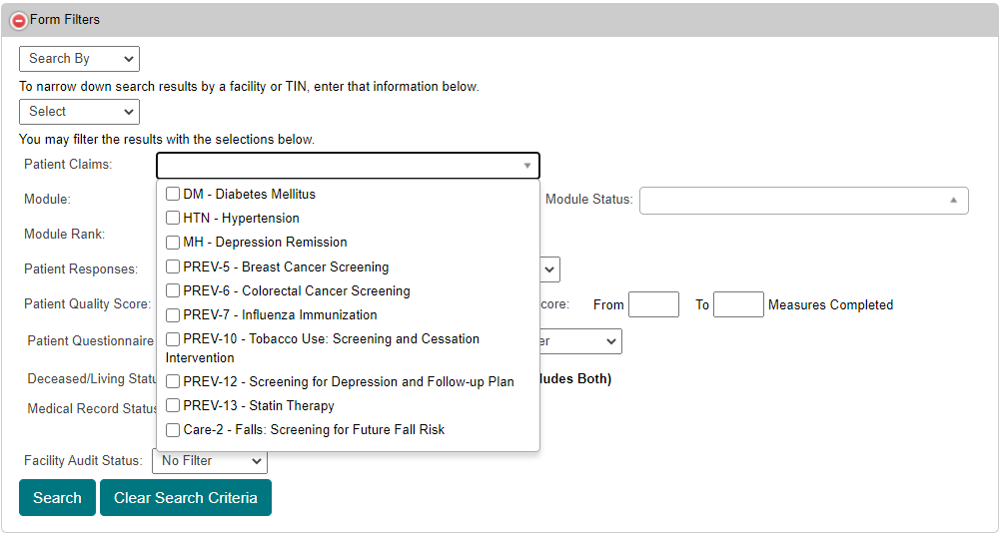 Form Filters
Search By
To narrow down search results by a facility or TIN, enter that information below.
Select
You may filter the results with the selections below.
Patient Claims:
DM - Diabetes Mellitus
Module:
Module Status:
HTN - Hypertension
Module Rank:
MH - Depression Remission
Patient Responses:
PREV-5 - Breast Cancer Screening
PREV-6 - Colorectal Cancer Screening
Patient Quality Score:
core: From To Measures Completed
PREV-7 - Influenza Immunization
Patient Questionnaire
PREV-10 - Tobacco Use: Screening and Cessation
Intervention
er
Deceased/Living Statu
PREV-12 - Screening for Depression and Follow-up Plan
ludes Both)
Medical Record Status
PREV-13 - Statin Therapy
Care-2 - Falls: Screening for Future Fall Risk
Facility Audit Status: No Filter
Search Clear Search Criteria